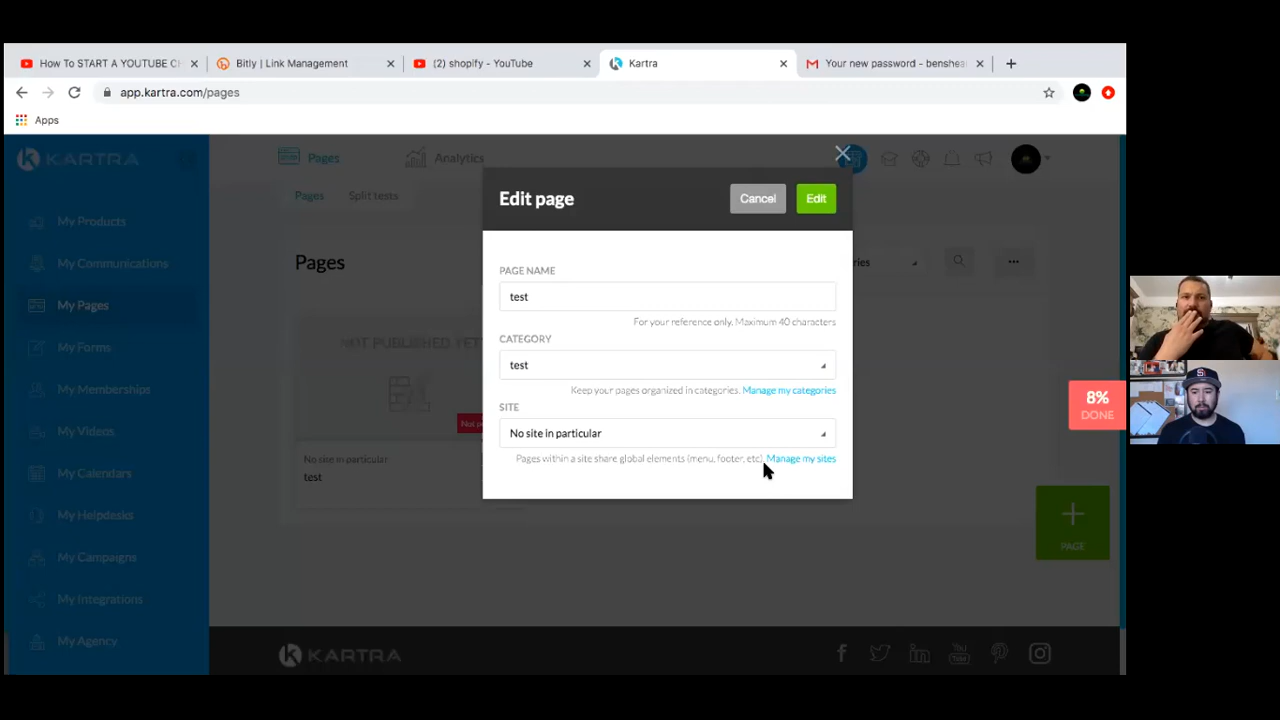 How To START A YOUTUBE CH
Bitly | Link Management
(2) shopify - YouTube
Kartra
Your new password - benshea
app.kartra.com/pages
Apps
KARTRA
Pages
Analytics
Pages
Split tests
My Products
My Communications
My Pages
My Forms
My Memberships
My Videos
My Calendars
My Helpdesks
My Campaigns
My Integrations
My Agency
Pages
NOT PUBLISHED YET
No site in particular
test
Edit page
Cancel
Edit
PAGE NAME
test
For your reference only. Maximum 40 characters
CATEGORY
test
Keep your pages organized in categories. Manage my categories
SITE
No site in particular
Pages within a site share global elements (menu, footer, etc). Manage my sites
8%
DONE
PAGE
KARTRA
You
Tube